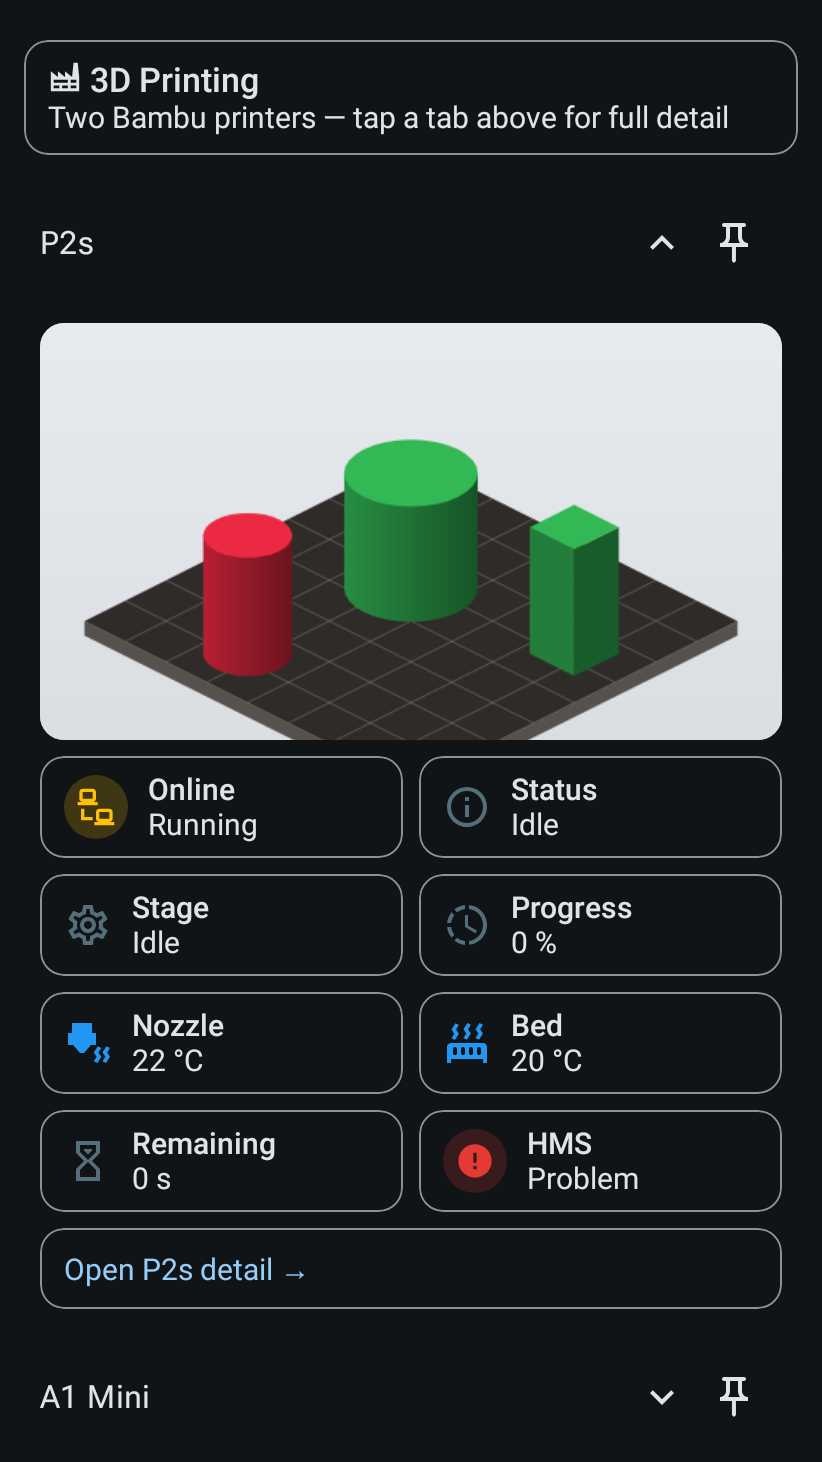 3D Printing
Two Bambu printers — tap a tab above for full detail
P2s
Online
Running
Status
Idle
Stage
Idle
Progress
0 %
Nozzle
22 °C
Bed
20 °C
Remaining
0 s
HMS
Problem
Open P2s detail →
A1 Mini